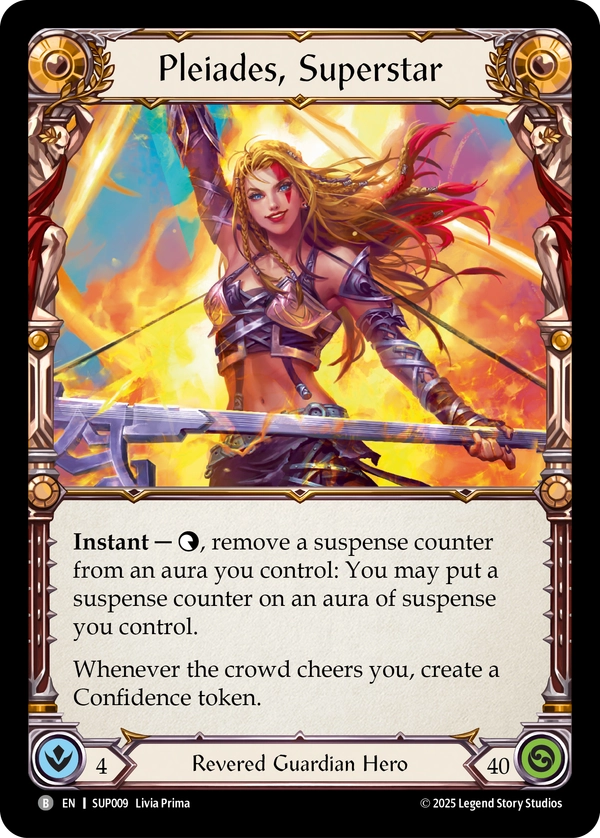 Pleiades, Superstar
Instant — , remove a suspense counter
from an aura you control: You may put a
suspense counter on an aura of suspense
you control.
Whenever the crowd cheers you, create a
Confidence token.
4
Revered Guardian Hero
40
B EN | SUP009 Livia Prima
© 2025 Legend Story Studios